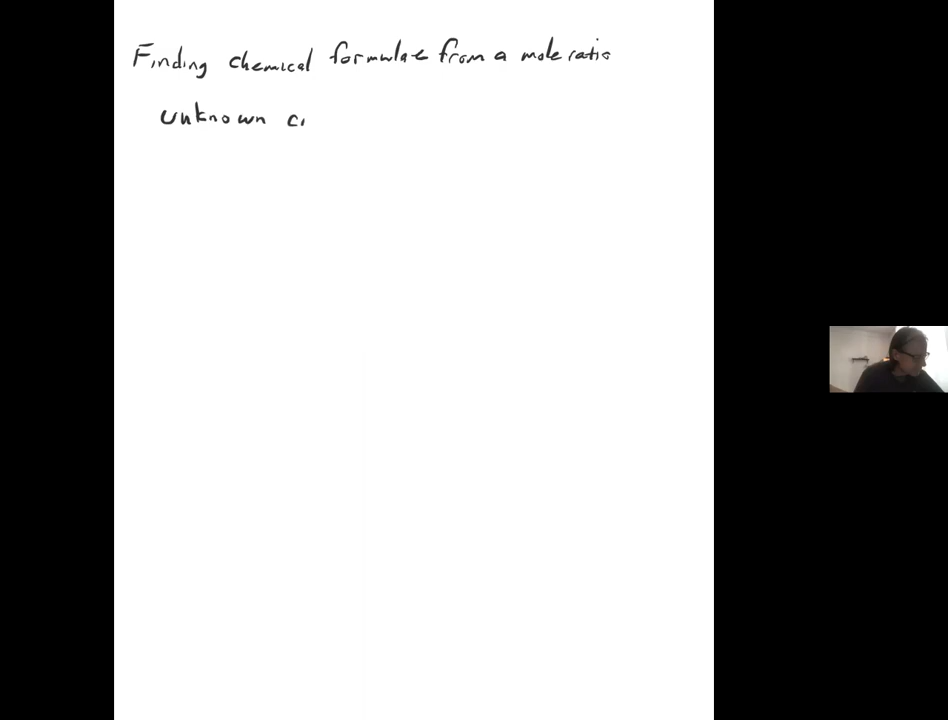 Finding chemical formulae from a mole ratio
unknown c